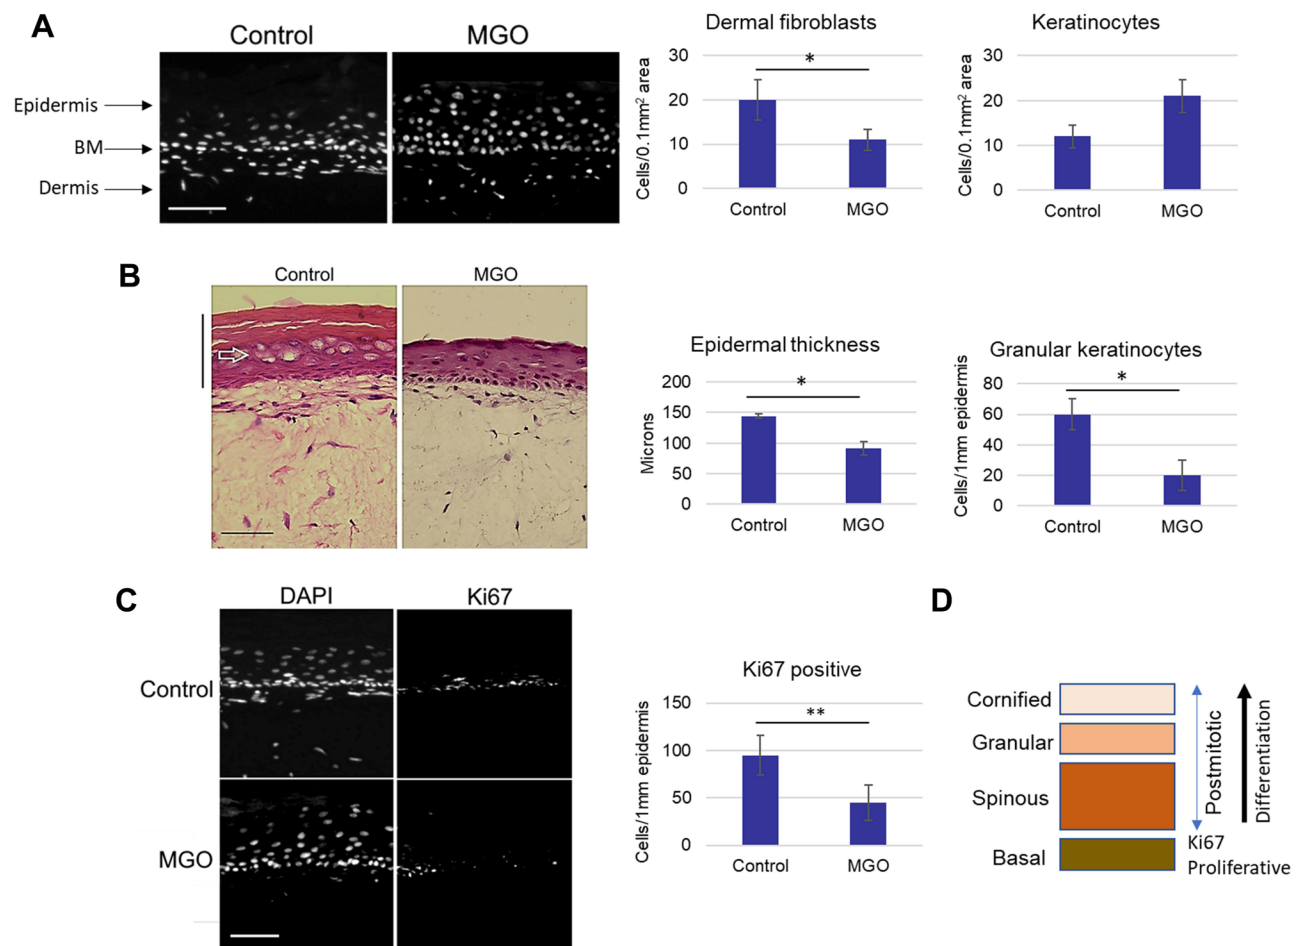 A
Control
MGO
Epidermis
BM
Dermis
Dermal fibroblasts
Cells/0.1mm² area
30
20
10
0
*
Control
MGO
Keratinocytes
Cells/0.1mm² area
30
20
10
0
Control
MGO
B
Control
MGO
Epidermal thickness
Microns
200
150
100
50
0
*
Control
MGO
Granular keratinocytes
Cells/1mm epidermis
80
60
40
20
0
*
Control
MGO
C
DAPI
Ki67
Control
MGO
Ki67 positive
Cells/1mm epidermis
150
100
50
0
**
Control
MGO
D
Cornified
Granular
Spinous
Basal
Postmitotic
Differentiation
Ki67
Proliferative